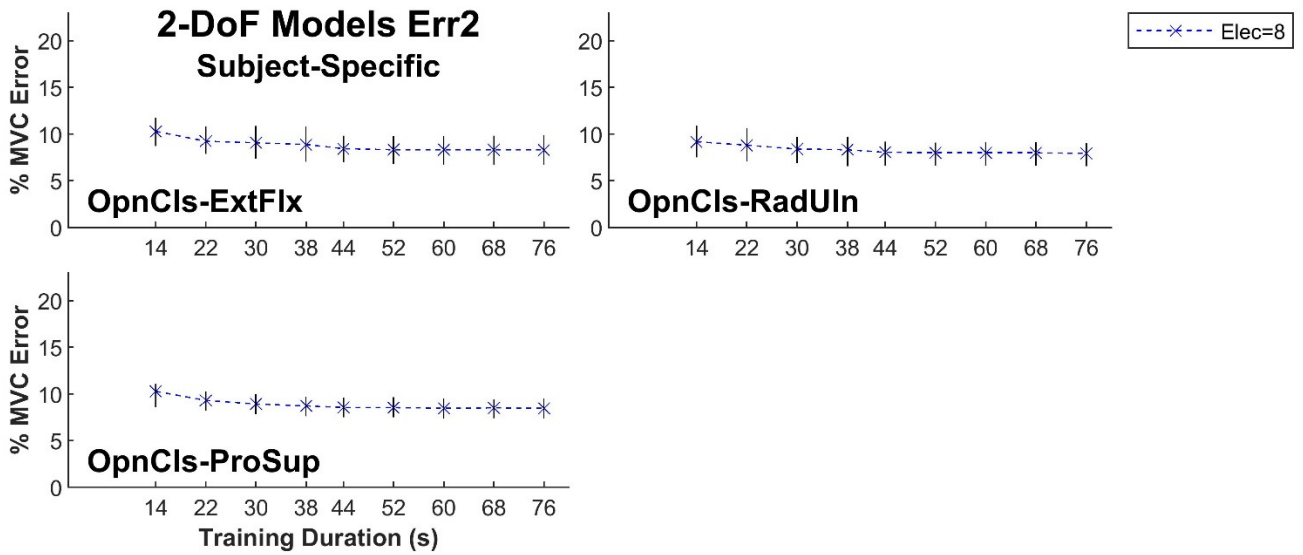 2-DoF Models Err2
Subject-Specific
% MVC Error
20
15
10
5
0
OpnCls-ExtFlx
14 22 30 38 44 52 60 68 76
20
15
10
5
0
OpnCls-RadUln
14 22 30 38 44 52 60 68 76
Elec=8
% MVC Error
20
15
10
5
0
OpnCls-ProSup
14 22 30 38 44 52 60 68 76
Training Duration (s)